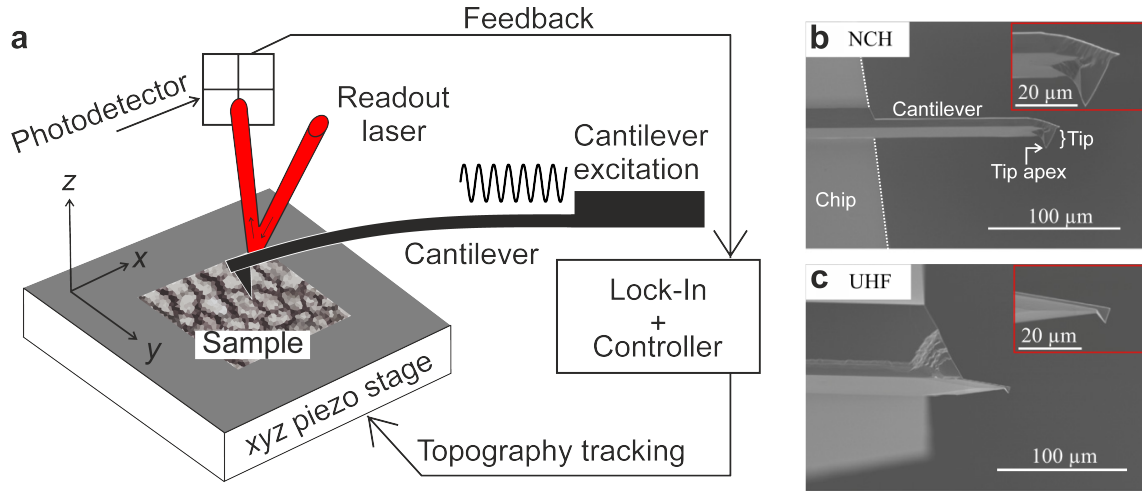 a
Feedback
Photodetector
Readout
laser
Cantilever
excitation
z
x
y
Cantilever
Sample
Lock-In
+
Controller
xyz piezo stage
Topography tracking
b NCH
20 µm
Cantilever
}Tip
Tip apex
Chip
100 µm
c UHF
20 µm
100 µm